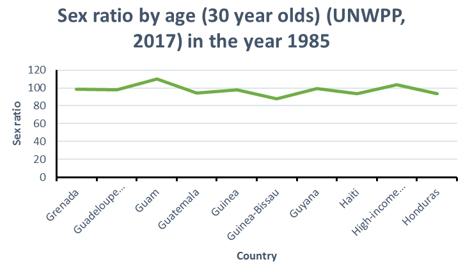 Sex ratio by age (30 year olds) (UNWPP,
2017) in the year 1985
120
100
80
60
40
20
0
Sex ratio
Grenada
Guadeloupe...
Guam
Guatemala
Guinea
Guinea-Bissau
Guyana
Haiti
High-income...
Honduras
Country